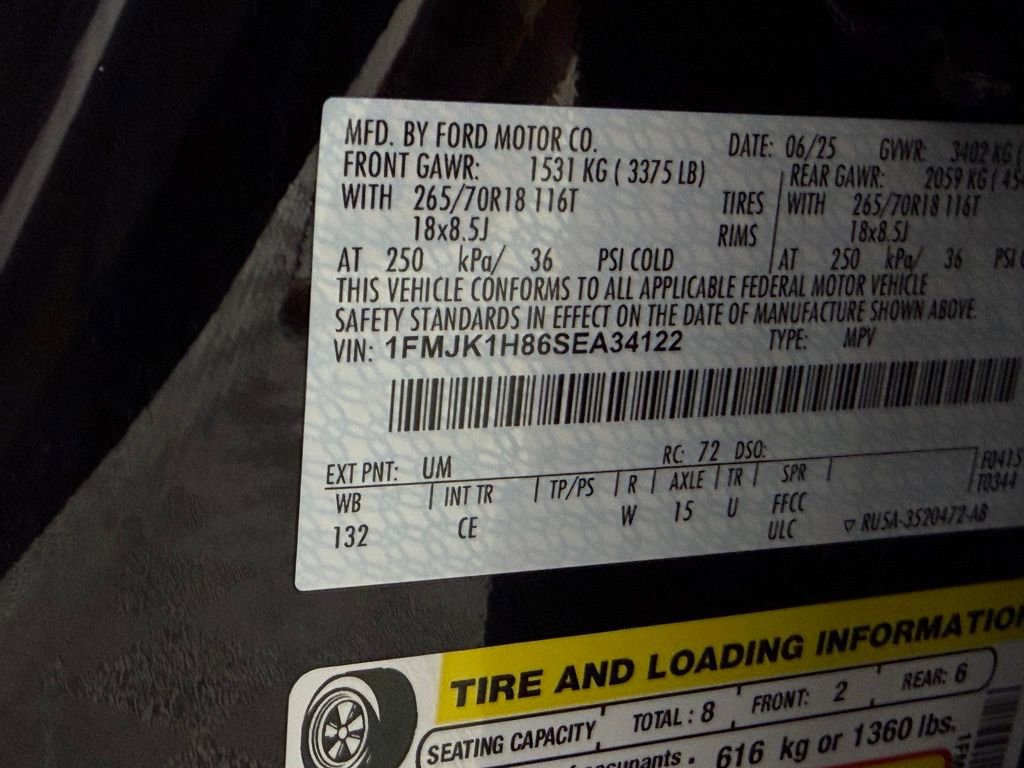 MFD. BY FORD MOTOR CO. DATE: 06/25 GVWR: 3402 KG (
FRONT GAWR: 1531 KG ( 3375 LB) REAR GAWR: 2059 KG ( 45
WITH 265/70R18 116T TIRES WITH 265/70R18 116T
18x8.5J RIMS 18x8.5J
AT 250 kPa/ 36 PSI COLD AT 250 kPa/ 36 PSI
THIS VEHICLE CONFORMS TO ALL APPLICABLE FEDERAL MOTOR VEHICLE
SAFETY STANDARDS IN EFFECT ON THE DATE OF MANUFACTURE SHOWN ABOVE.
VIN: 1FMJK1H86SEA34122 TYPE: MPV
EXT PNT: UM RC: 72 DSO:
WB INT TR TP/PS R AXLE TR SPR F0415
132 CE W 15 U FFCC T0344
ULC ▽ RU5A-3520472-AB
TIRE AND LOADING INFORMATIO
SEATING CAPACITY TOTAL : 8 FRONT: 2 REAR: 6
616 kg or 1360 lbs.